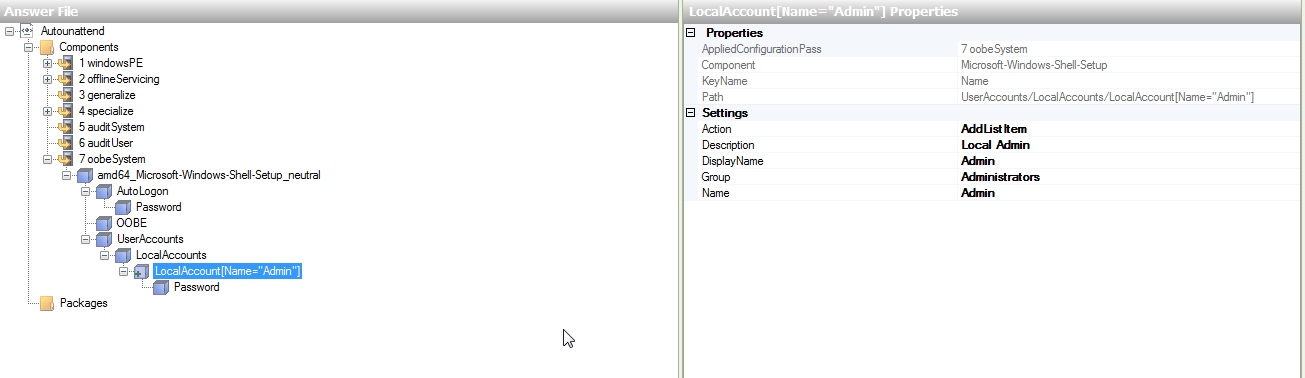 Answer File
Autounattend
Components
1 windowsPE
2 offlineServicing
3 generalize
4 specialize
5 auditSystem
6 auditUser
7 oobeSystem
amd64_Microsoft-Windows-Shell-Setup_neutral
AutoLogon
Password
OOBE
UserAccounts
LocalAccounts
LocalAccount[Name="Admin"]
Password
Packages
LocalAccount[Name="Admin"] Properties
Properties
AppliedConfigurationPass 7 oobeSystem
Component Microsoft-Windows-Shell-Setup
KeyName Name
Path UserAccounts/LocalAccounts/LocalAccount[Name="Admin"]
Settings
Action AddListItem
Description Local Admin
DisplayName Admin
Group Administrators
Name Admin